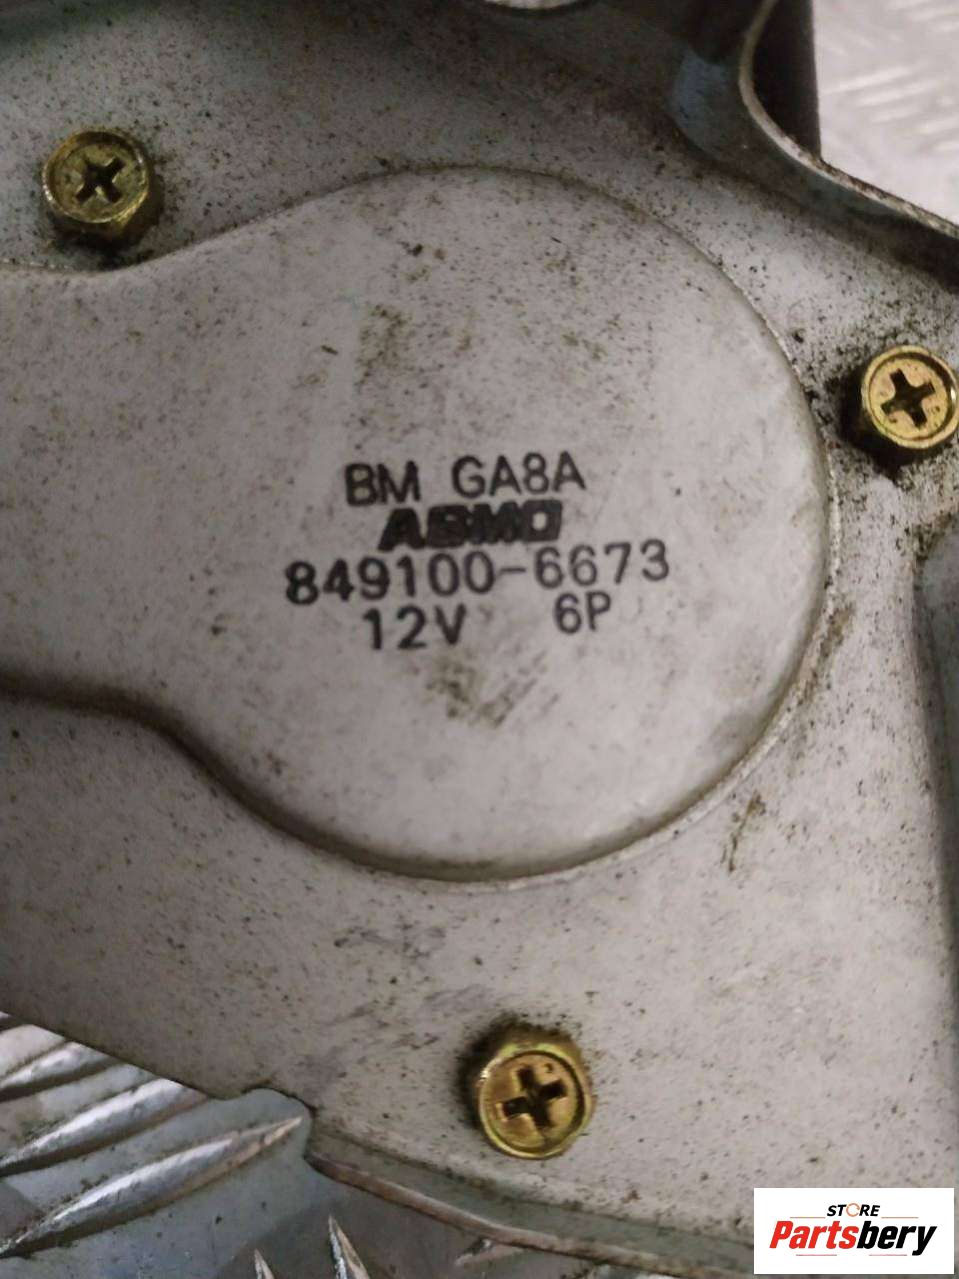 BM GA8A
ASMO
849100-6673
12V 6P
STORE
Partsbery